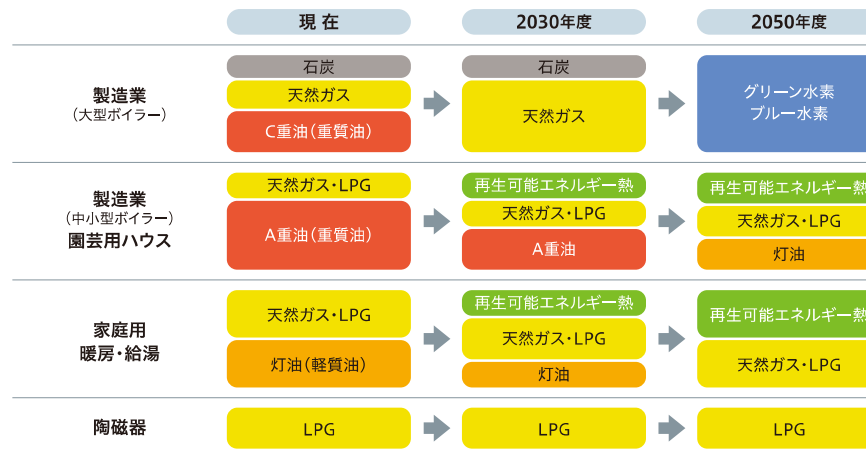 現在 2030年度 2050年度
製造業
（大型ボイラー）
石炭
天然ガス
C重油（重質油）
石炭
天然ガス
グリーン水素
ブルー水素
製造業
（中小型ボイラー）
園芸用ハウス
天然ガス・LPG
A重油（重質油）
再生可能エネルギー熱
天然ガス・LPG
A重油
再生可能エネルギー熱
天然ガス・LPG
灯油
家庭用
暖房・給湯
天然ガス・LPG
灯油（軽質油）
再生可能エネルギー熱
天然ガス・LPG
灯油
再生可能エネルギー熱
天然ガス・LPG
陶磁器
LPG
LPG
LPG